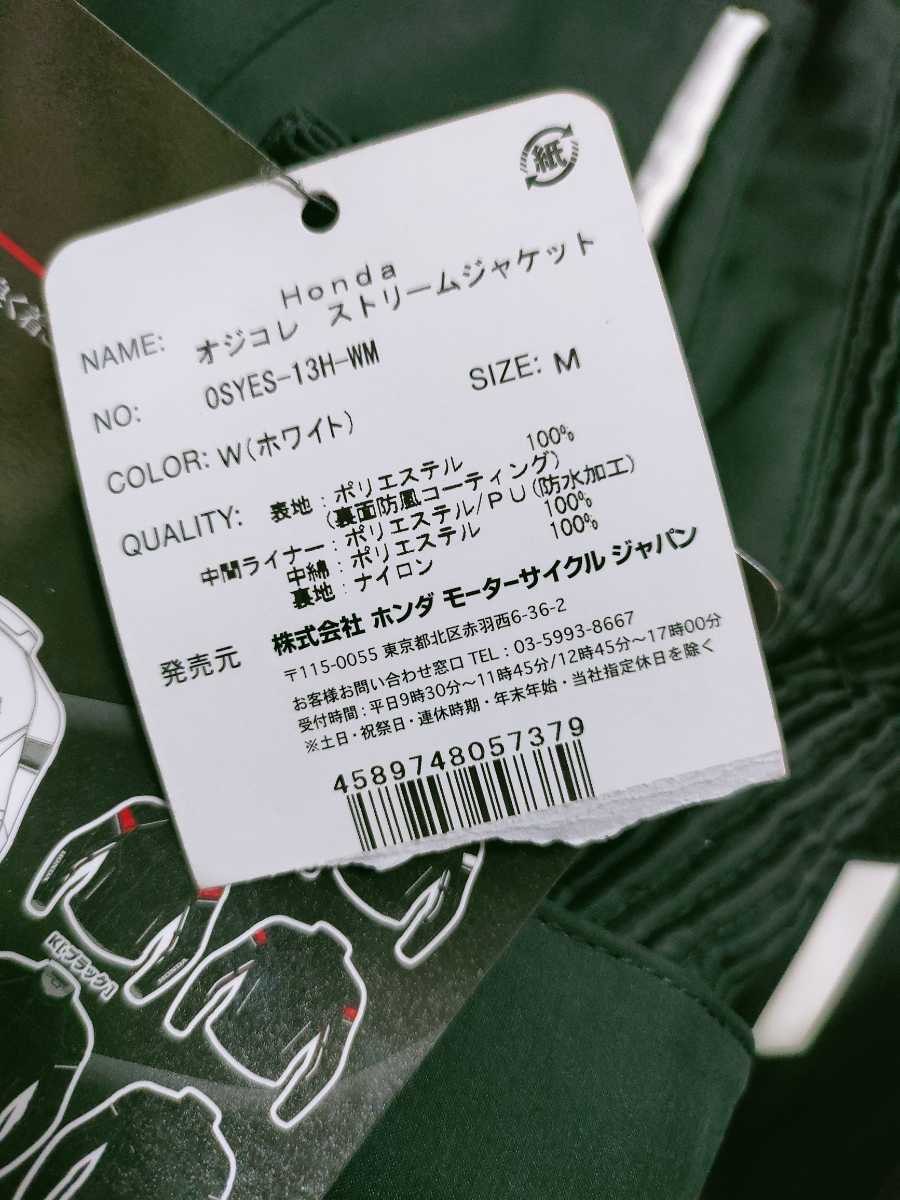 紙
Honda
NAME: オジコレ ストリームジャケット
NO: 0SYES-13H-WM
COLOR: W(ホワイト) SIZE: M
QUALITY: 表地:ポリエステル 100%
(裏面防風コーティング)
中間ライナー:ポリエステル/PU(防水加工)
中綿:ポリエステル 100%
裏地:ナイロン 100%
発売元 株式会社 ホンダ モーターサイクル ジャパン
〒115-0055 東京都北区赤羽西6-36-2
お客様お問い合わせ窓口 TEL:03-5993-8667
受付時間:平日9時30分〜11時45分/12時45分〜17時00分
※土日・祝祭日・連休時期・年末年始・当社指定休日を除く
4589748057379
K(-ブラック)
HONDA
HONDA